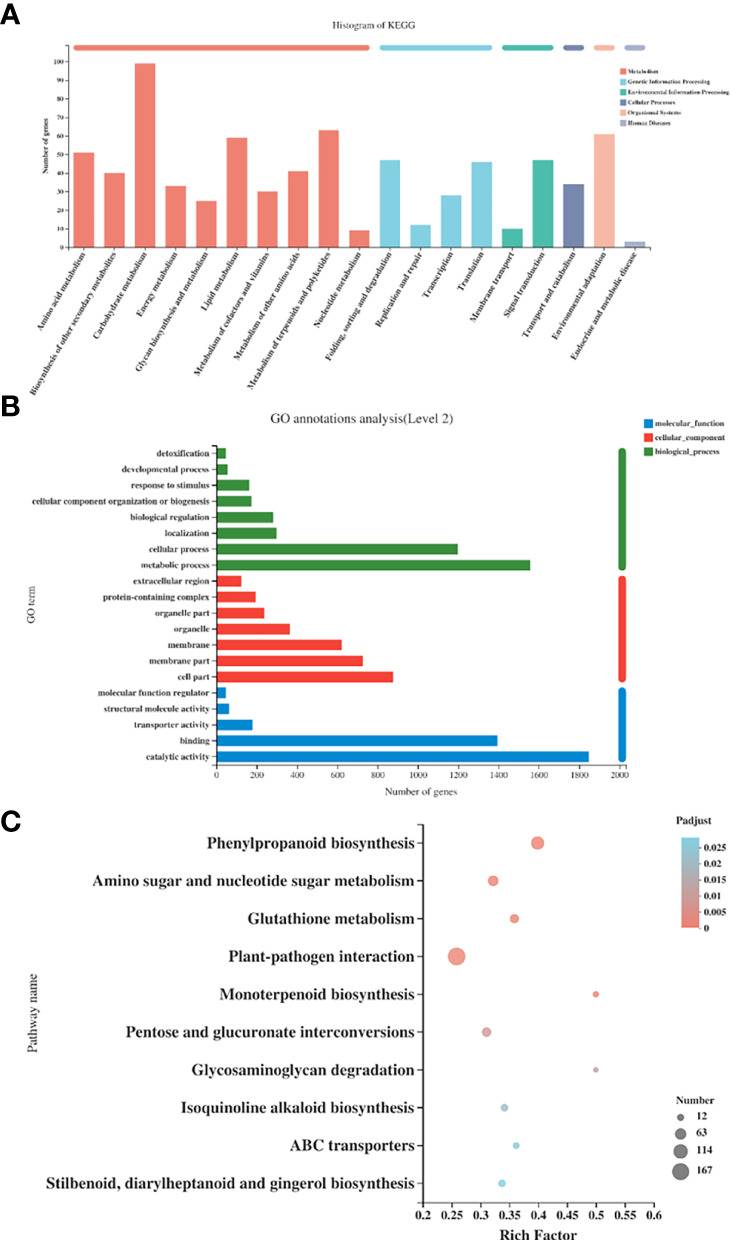 A
Histogram of KEGG
Number of genes
100
90
80
70
60
50
40
30
20
10
0
Metabolism
Genetic Information Processing
Environmental Information Processing
Cellular Processes
Organismal Systems
Human Diseases
Amino acid metabolism
Biosynthesis of other secondary metabolites
Carbohydrate metabolism
Energy metabolism
Glycan biosynthesis and metabolism
Lipid metabolism
Metabolism of cofactors and vitamins
Metabolism of other amino acids
Metabolism of terpenoids and polyketides
Nucleotide metabolism
Folding, sorting and degradation
Replication and repair
Transcription
Translation
Membrane transport
Signal transduction
Transport and catabolism
Environmental adaptation
Endocrine and metabolic disease
B
GO annotations analysis(Level 2)
molecular_function
cellular_component
biological_process
GO term
detoxification
developmental process
response to stimulus
cellular component organization or biogenesis
biological regulation
localization
cellular process
metabolic process
extracellular region
protein-containing complex
organelle part
organelle
membrane
membrane part
cell part
molecular function regulator
structural molecule activity
transporter activity
binding
catalytic activity
0 200 400 600 800 1000 1200 1400 1600 1800 2000
Number of genes
C
Pathway name
Phenylpropanoid biosynthesis
Amino sugar and nucleotide sugar metabolism
Glutathione metabolism
Plant-pathogen interaction
Monoterpenoid biosynthesis
Pentose and glucuronate interconversions
Glycosaminoglycan degradation
Isoquinoline alkaloid biosynthesis
ABC transporters
Stilbenoid, diarylheptanoid and gingerol biosynthesis
0.2 0.25 0.3 0.35 0.4 0.45 0.5 0.55 0.6
Rich Factor
Padjust
0.025
0.02
0.015
0.01
0.005
0
Number
12
63
114
167